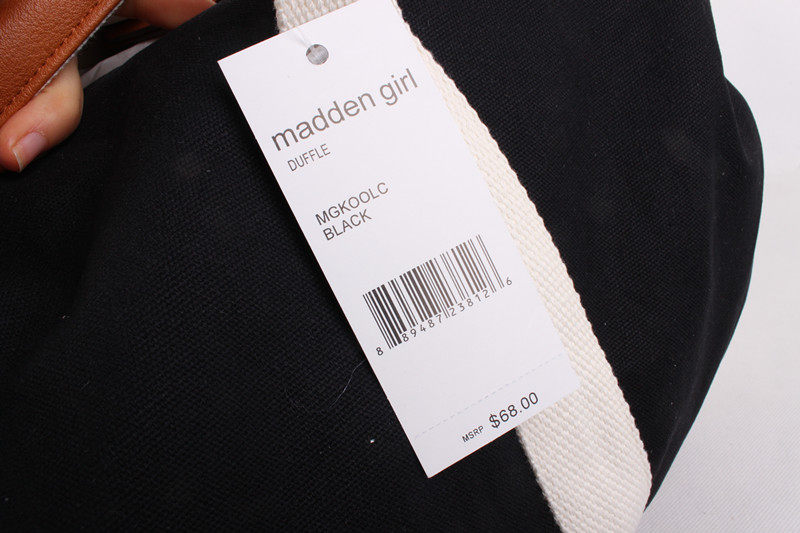 madden girl
DUFFLE
MGKOOLC
BLACK
8 89487 23812 6
MSRP $68.00